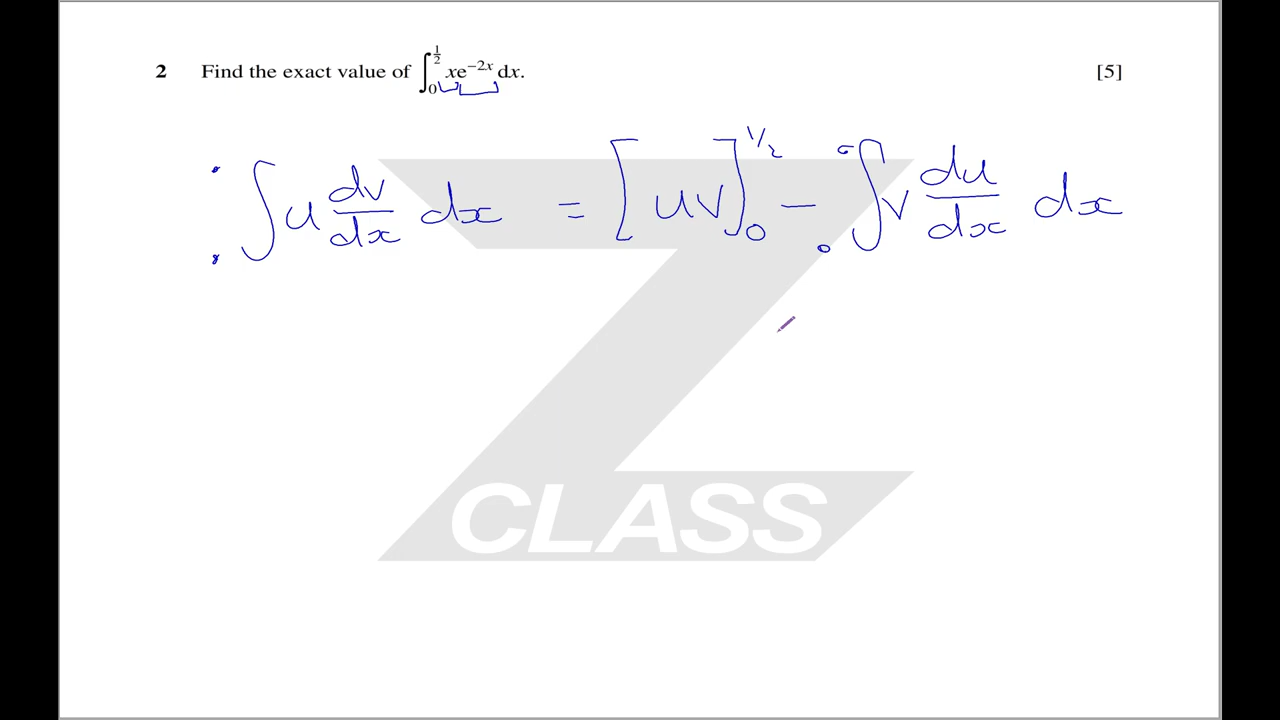 2 Find the exact value of ∫₀^{1/2} xe^{−2x} dx. [5]
∫ u dv/dx dx = [uv]₀^{1/2} − ∫₀ v du/dx dx
CLASS